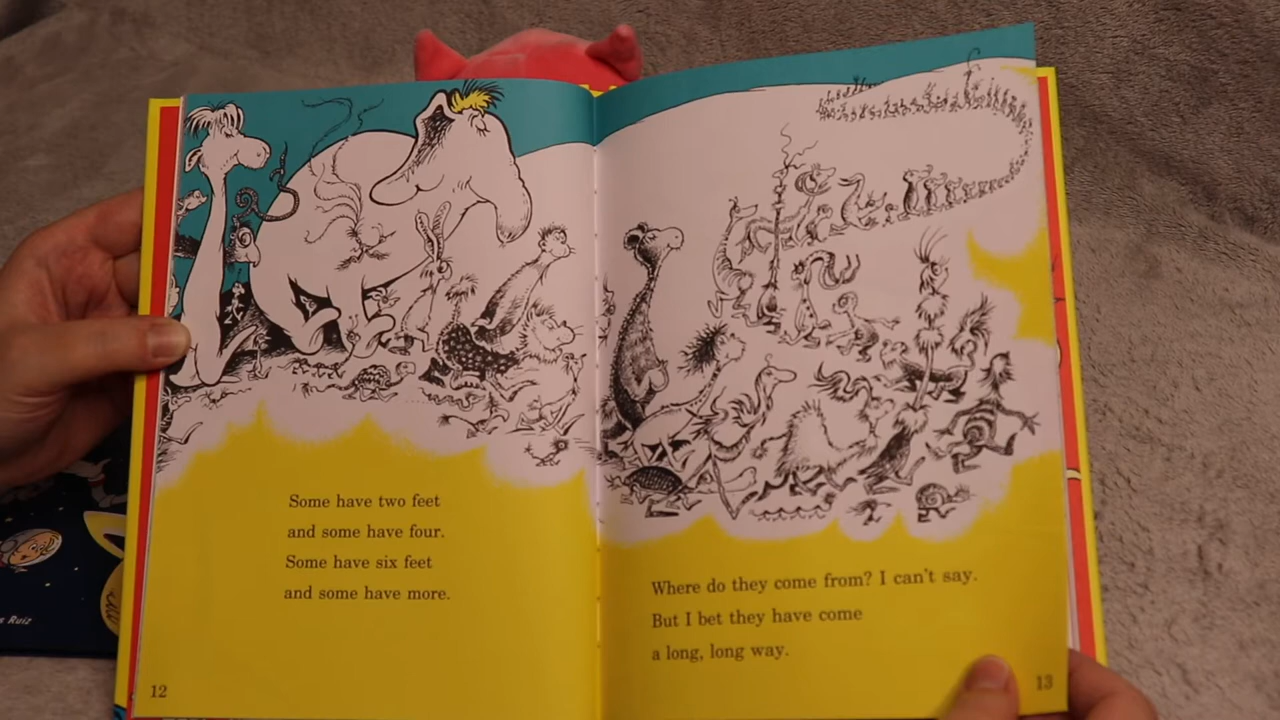 Some have two feet
and some have four.
Some have six feet
and some have more.
12
Where do they come from? I can't say.
But I bet they have come
a long, long way.
13
Ruiz